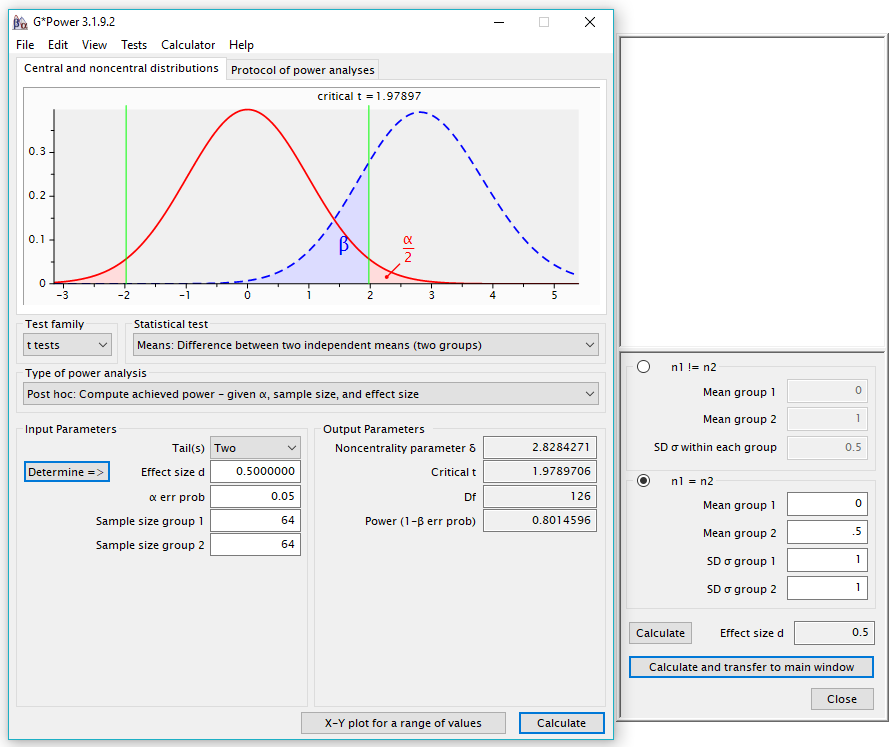 G*Power 3.1.9.2
File Edit View Tests Calculator Help
Central and noncentral distributions Protocol of power analyses
critical t = 1.97897
0.3
0.2
0.1
0
β
α
2
-3 -2 -1 0 1 2 3 4 5
Test family Statistical test
t tests Means: Difference between two independent means (two groups)
Type of power analysis
Post hoc: Compute achieved power – given α, sample size, and effect size
Input Parameters
Tail(s) Two
Determine => Effect size d 0.5000000
α err prob 0.05
Sample size group 1 64
Sample size group 2 64
Output Parameters
Noncentrality parameter δ 2.8284271
Critical t 1.9789706
Df 126
Power (1-β err prob) 0.8014596
X-Y plot for a range of values Calculate
n1 != n2
Mean group 1 0
Mean group 2 1
SD σ within each group 0.5
n1 = n2
Mean group 1 0
Mean group 2 .5
SD σ group 1 1
SD σ group 2 1
Calculate Effect size d 0.5
Calculate and transfer to main window
Close